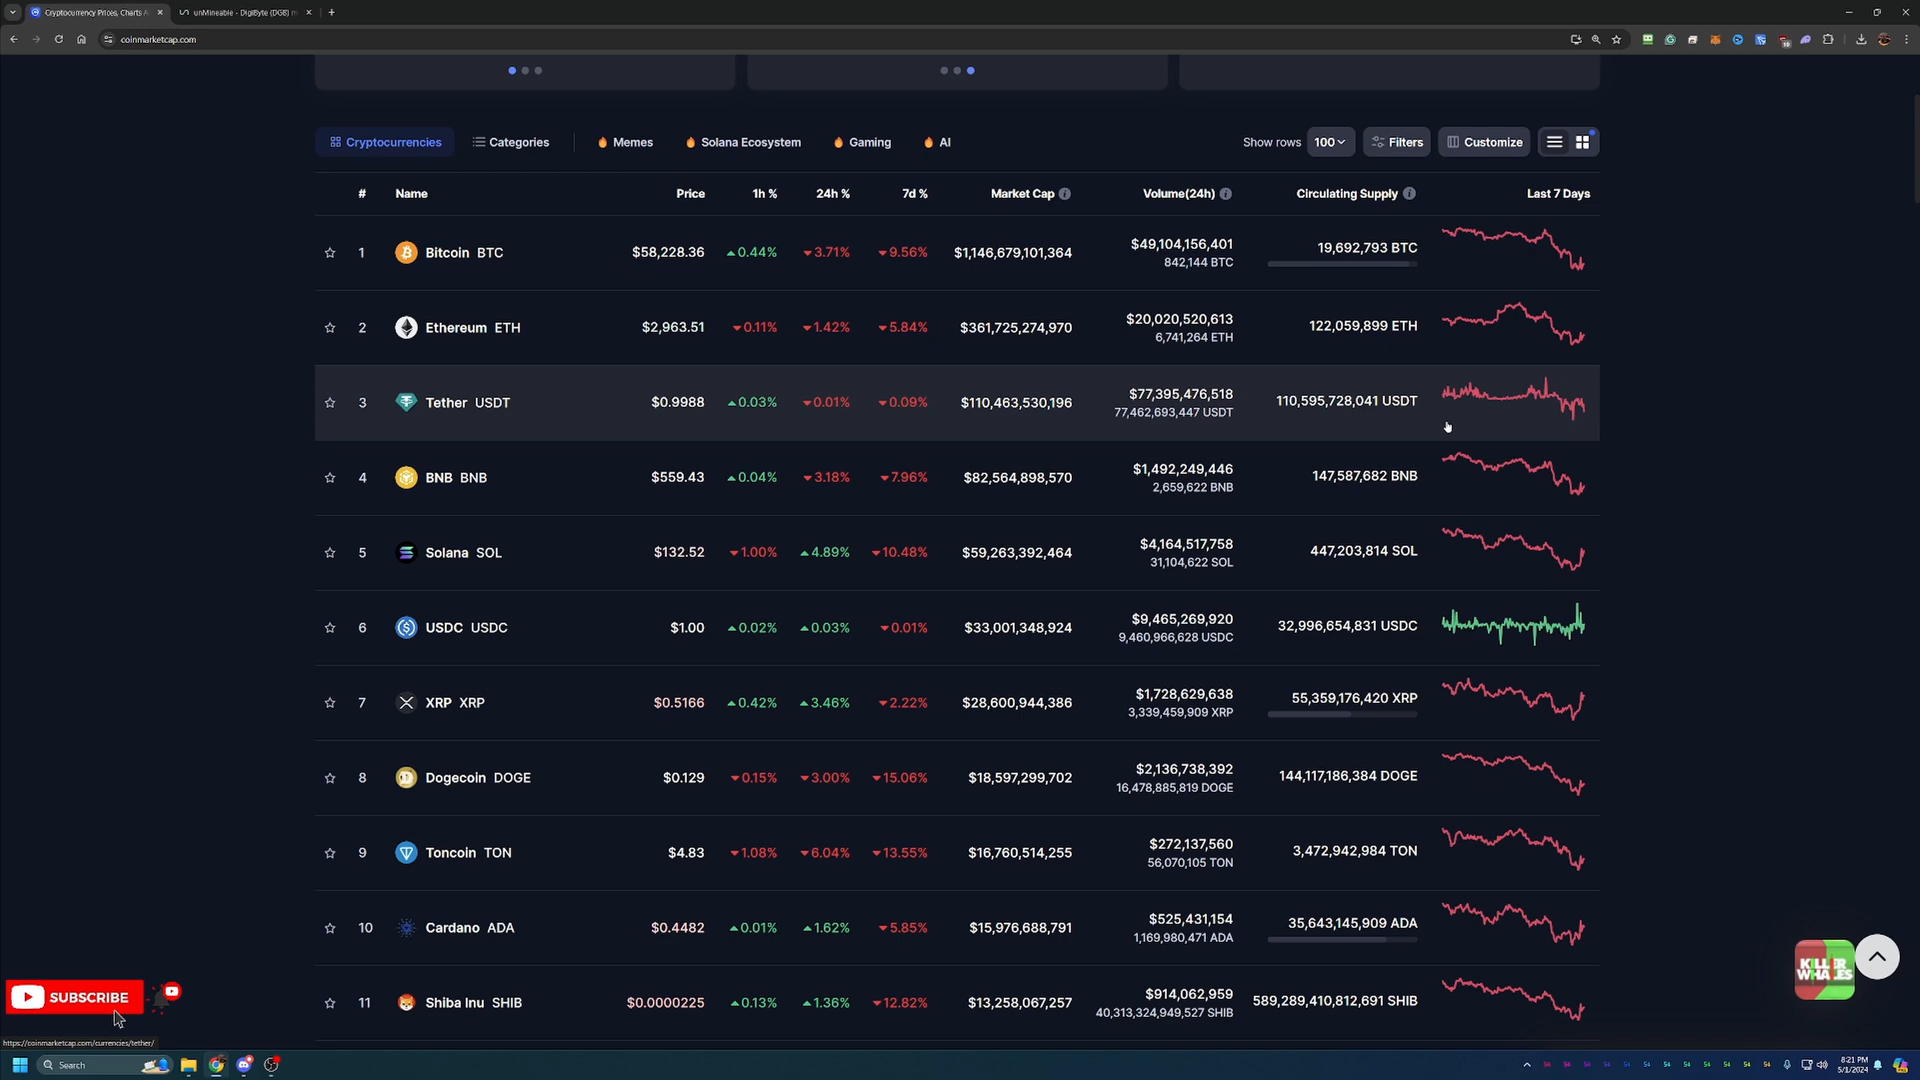 Cryptocurrency Prices, Charts A
unMineable - DigiByte (DGB) m
coinmarketcap.com
Cryptocurrencies Categories Memes Solana Ecosystem Gaming AI Show rows 100 Filters Customize
# Name Price 1h % 24h % 7d % Market Cap Volume(24h) Circulating Supply Last 7 Days
1 Bitcoin BTC $58,228.36 0.44% 3.71% 9.56% $1,146,679,101,364 $49,104,156,401 19,692,793 BTC
842,144 BTC
2 Ethereum ETH $2,963.51 0.11% 1.42% 5.84% $361,725,274,970 $20,020,520,613 122,059,899 ETH
6,741,264 ETH
3 Tether USDT $0.9988 0.03% 0.01% 0.09% $110,463,530,196 $77,395,476,518 110,595,728,041 USDT
77,462,693,447 USDT
4 BNB BNB $559.43 0.04% 3.18% 7.96% $82,564,898,570 $1,492,249,446 147,587,682 BNB
2,659,622 BNB
5 Solana SOL $132.52 1.00% 4.89% 10.48% $59,263,392,464 $4,164,517,758 447,203,814 SOL
31,104,622 SOL
6 USDC USDC $1.00 0.02% 0.03% 0.01% $33,001,348,924 $9,465,269,920 32,996,654,831 USDC
9,460,966,628 USDC
7 XRP XRP $0.5166 0.42% 3.46% 2.22% $28,600,944,386 $1,728,629,638 55,359,176,420 XRP
3,339,459,909 XRP
8 Dogecoin DOGE $0.129 0.15% 3.00% 15.06% $18,597,299,702 $2,136,738,392 144,117,186,384 DOGE
16,478,885,819 DOGE
9 Toncoin TON $4.83 1.08% 6.04% 13.55% $16,760,514,255 $272,137,560 3,472,942,984 TON
56,070,105 TON
10 Cardano ADA $0.4482 0.01% 1.62% 5.85% $15,976,688,791 $525,431,154 35,643,145,909 ADA
1,169,980,471 ADA
KILLER
WHALES
SUBSCRIBE
11 Shiba Inu SHIB $0.0000225 0.13% 1.36% 12.82% $13,258,067,257 $914,062,959 589,289,410,812,691 SHIB
40,313,324,949,527 SHIB
https://coinmarketcap.com/currencies/tether/
Search
8:21 PM
5/1/2024